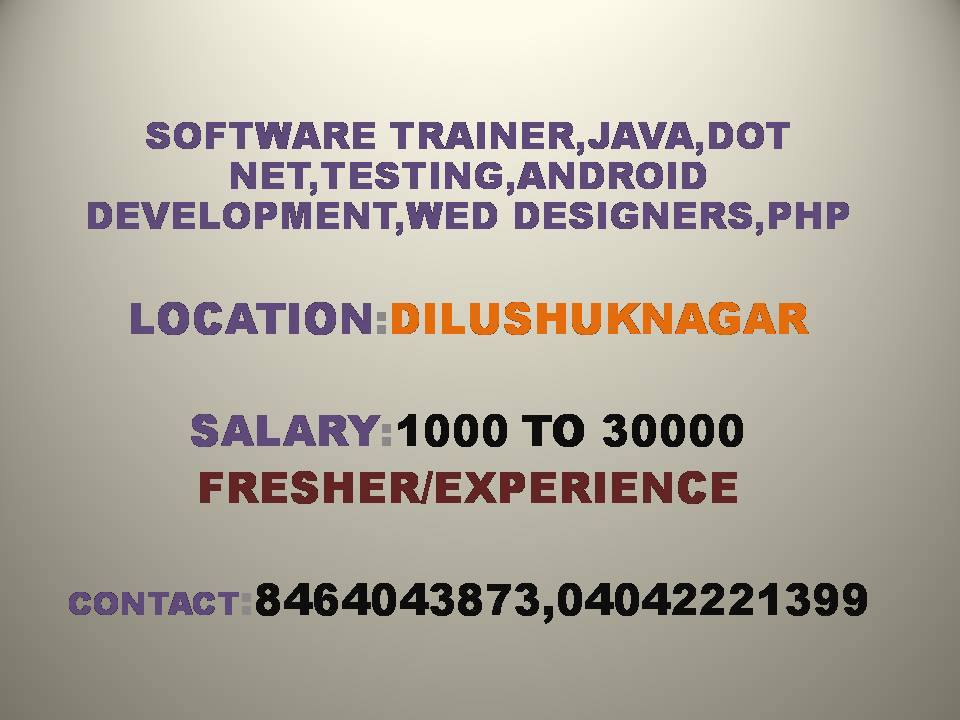 SOFTWARE TRAINER,JAVA,DOT
NET,TESTING,ANDROID
DEVELOPMENT,WED DESIGNERS,PHP
LOCATION:DILUSHUKNAGAR
SALARY:1000 TO 30000
FRESHER/EXPERIENCE
CONTACT:8464043873,04042221399